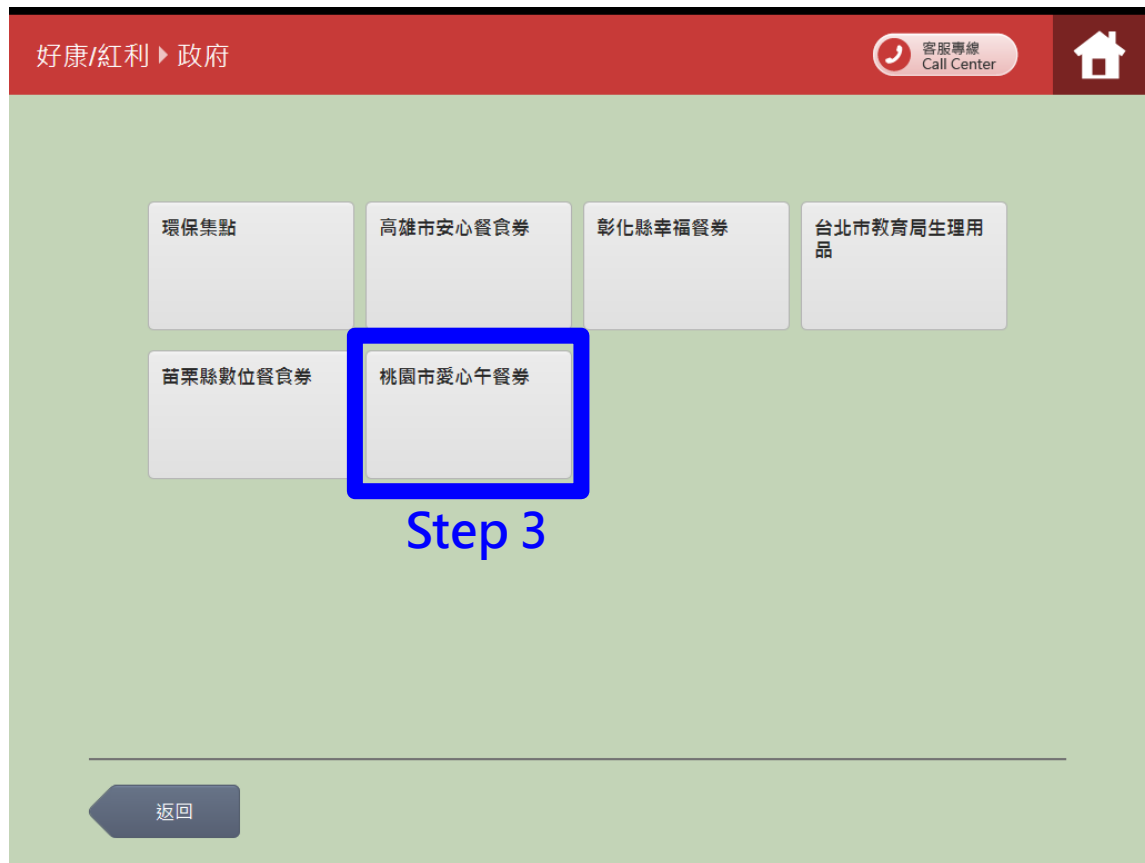 好康/紅利 政府
客服專線
Call Center
環保集點
高雄市安心餐食券
彰化縣幸福餐券
台北市教育局生理用
品
苗栗縣數位餐食券
桃園市愛心午餐券
Step 3
返回